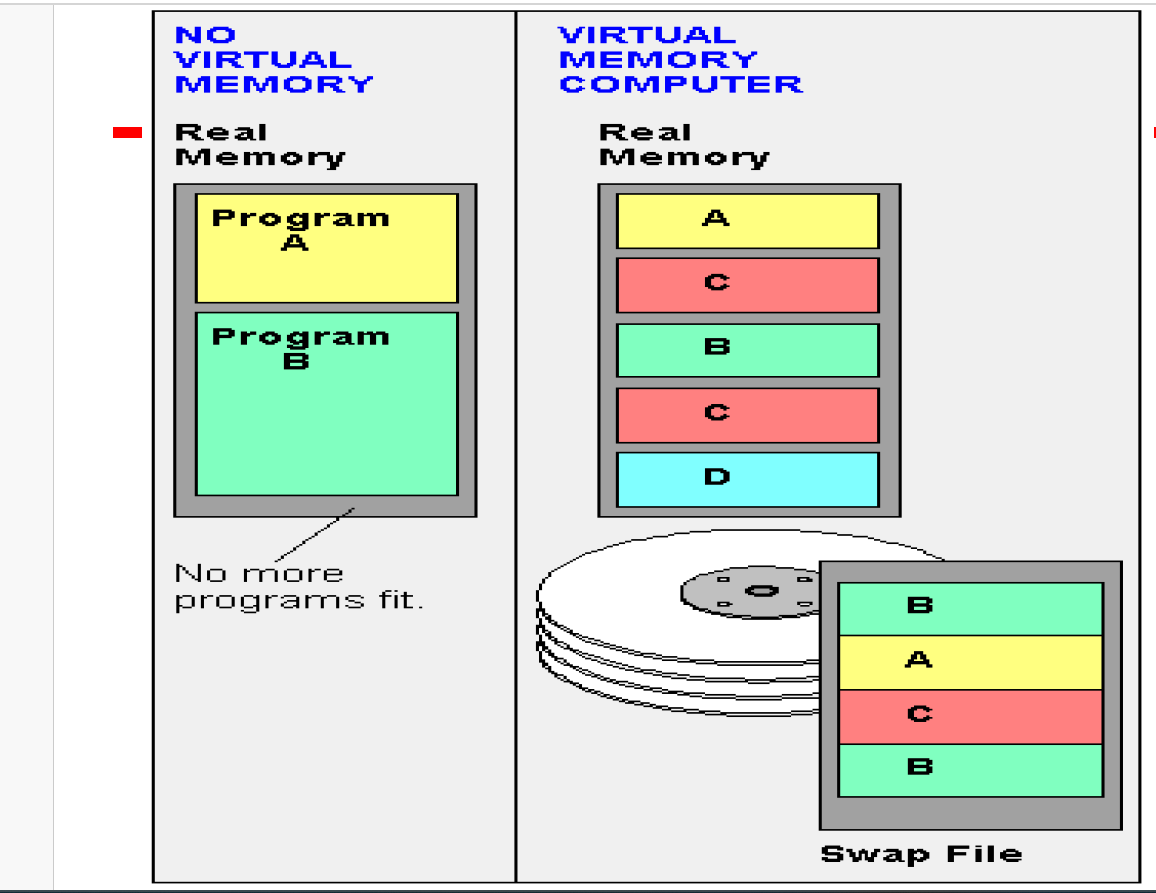 NO
VIRTUAL
MEMORY
Real
Memory
Program
A
Program
B
No more
programs fit.
VIRTUAL
MEMORY
COMPUTER
Real
Memory
A
C
B
C
D
B
A
C
B
Swap File